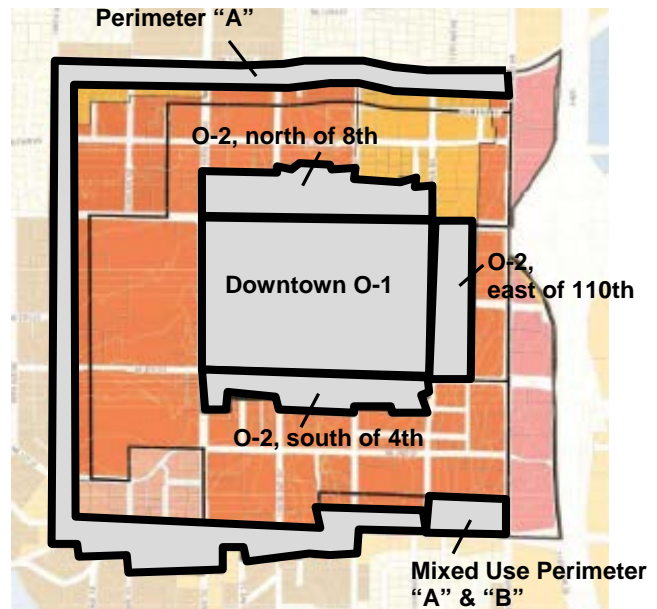 Perimeter “A”
O-2, north of 8th
Downtown O-1
O-2,
east of 110th
O-2, south of 4th
Mixed Use Perimeter
“A” & “B”